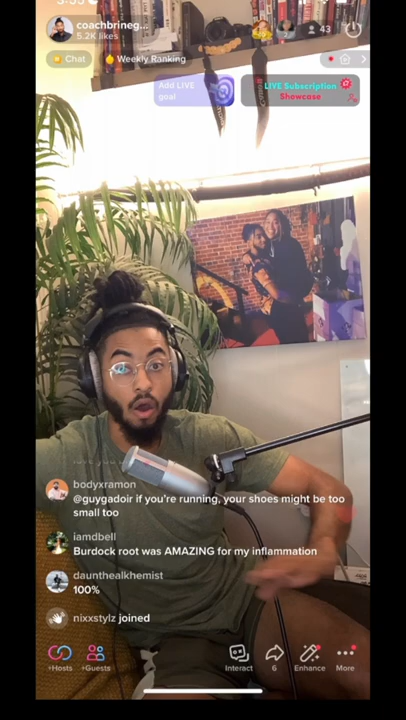 coachbrineg...
5.2K likes
43
Chat
Weekly Ranking
Add LIVE
goal
LIVE Subscription
Showcase
bodyxramon
@guygadoir if you're running, your shoes might be too
small too
iamdbell
Burdock root was AMAZING for my inflammation
daunthealkhemist
100%
nixxstylz joined
+Hosts
+Guests
Interact
6
Enhance
More